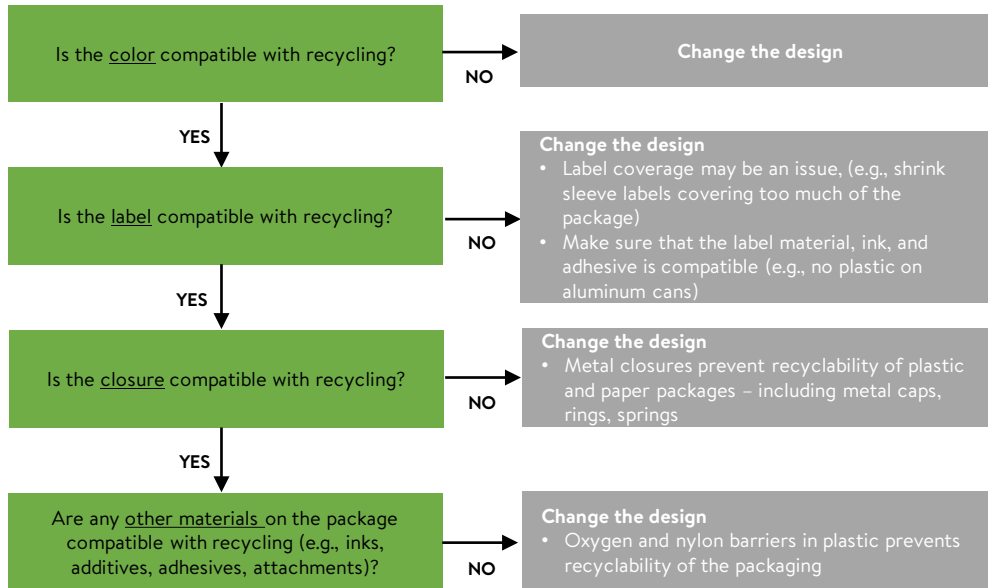 Is the color compatible with recycling?
NO
Change the design
YES
Is the label compatible with recycling?
NO
Change the design
• Label coverage may be an issue, (e.g., shrink
sleeve labels covering too much of the
package)
• Make sure that the label material, ink, and
adhesive is compatible (e.g., no plastic on
aluminum cans)
YES
Is the closure compatible with recycling?
NO
Change the design
• Metal closures prevent recyclability of plastic
and paper packages – including metal caps,
rings, springs
YES
Are any other materials on the package
compatible with recycling (e.g., inks,
additives, adhesives, attachments)?
NO
Change the design
• Oxygen and nylon barriers in plastic prevents
recyclability of the packaging